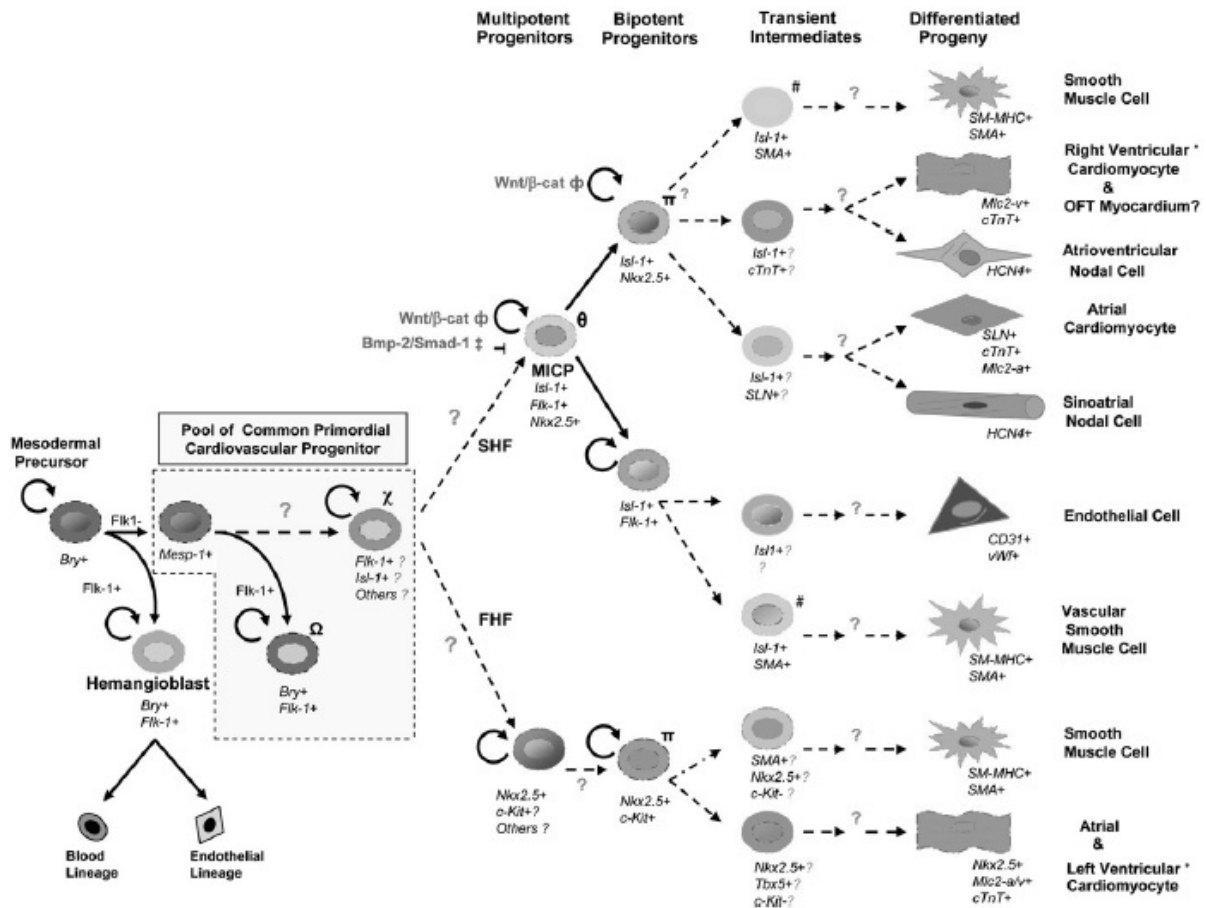 Multipotent
Progenitors
Bipotent
Progenitors
Transient
Intermediates
Differentiated
Progeny
#
Isl-1+
SMA+
?
SM-MHC+
SMA+
Smooth
Muscle Cell
Wnt/β-cat ф
π
?
Isl-1+
Nkx2.5+
Isl-1+?
cTnT+?
?
Mlc2-v+
cTnT+
Right Ventricular *
Cardiomyocyte
&
OFT Myocardium?
HCN4+
Atrioventricular
Nodal Cell
Wnt/β-cat ф
Bmp-2/Smad-1 ‡
θ
MICP
Isl-1+
Flk-1+
Nkx2.5+
Isl-1+?
SLN+?
?
SLN+
cTnT+
Mlc2-a+
Atrial
Cardiomyocyte
HCN4+
Sinoatrial
Nodal Cell
?
SHF
Isl-1+
Flk-1+
Isl1+?
?
?
CD31+
vWf+
Endothelial Cell
#
Isl-1+
SMA+
?
SM-MHC+
SMA+
Vascular
Smooth
Muscle Cell
Pool of Common Primordial
Cardiovascular Progenitor
Mesodermal
Precursor
Bry+
Flk1-
Mesp-1+
?
χ
Flk-1+ ?
Isl-1+ ?
Others ?
Flk-1+
Flk-1+
Ω
Bry+
Flk-1+
Hemangioblast
Bry+
Flk-1+
Blood
Lineage
Endothelial
Lineage
FHF
?
Nkx2.5+
c-Kit+?
Others ?
?
π
Nkx2.5+
c-Kit+
SMA+?
Nkx2.5+?
c-Kit- ?
?
SM-MHC+
SMA+
Smooth
Muscle Cell
Nkx2.5+?
Tbx5+?
c-Kit-?
?
Nkx2.5+
Mlc2-a/v+
cTnT+
Atrial
&
Left Ventricular *
Cardiomyocyte